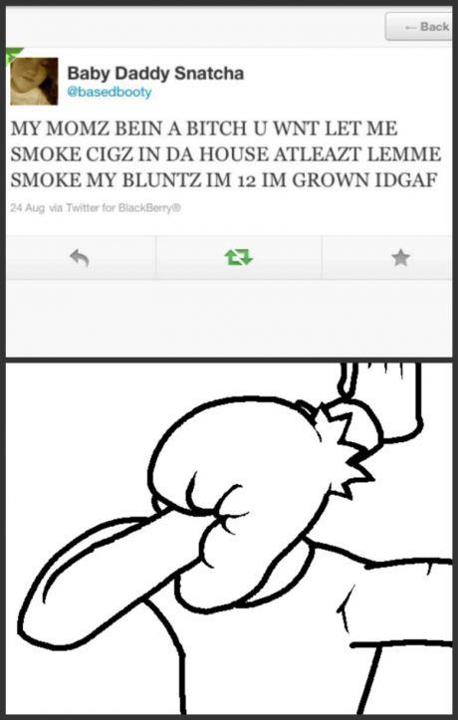 ← Back
Baby Daddy Snatcha
@basedbooty
MY MOMZ BEIN A BITCH U WNT LET ME
SMOKE CIGZ IN DA HOUSE ATLEAZT LEMME
SMOKE MY BLUNTZ IM 12 IM GROWN IDGAF
24 Aug via Twitter for BlackBerry®